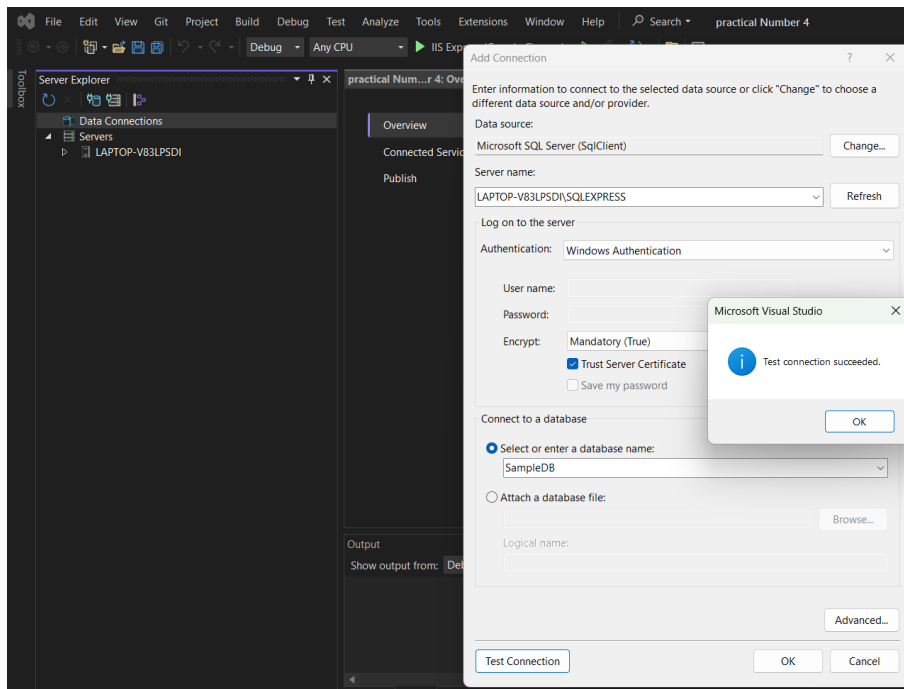 File Edit View Git Project Build Debug Test Analyze Tools Extensions Window Help Search practical Number 4
Debug Any CPU IIS
Toolbox
Server Explorer
Data Connections
Servers
LAPTOP-V83LPSDI
practical Num...r 4: Ove
Overview
Connected Servic
Publish
Output
Show output from: Deb
Add Connection ?
Enter information to connect to the selected data source or click "Change" to choose a
different data source and/or provider.
Data source:
Microsoft SQL Server (SqlClient) Change...
Server name:
LAPTOP-V83LPSDI\SQLEXPRESS Refresh
Log on to the server
Authentication: Windows Authentication
User name:
Password:
Encrypt: Mandatory (True)
Trust Server Certificate
Save my password
Microsoft Visual Studio
Test connection succeeded.
OK
Connect to a database
Select or enter a database name:
SampleDB
Attach a database file:
Browse...
Logical name:
Advanced...
Test Connection OK Cancel